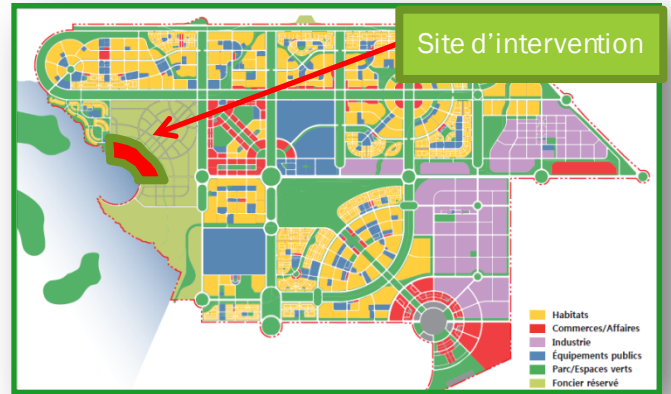 Site d'intervention
Habitats
Commerces/Affaires
Industrie
Équipements publics
Parc/Espaces verts
Foncier réservé